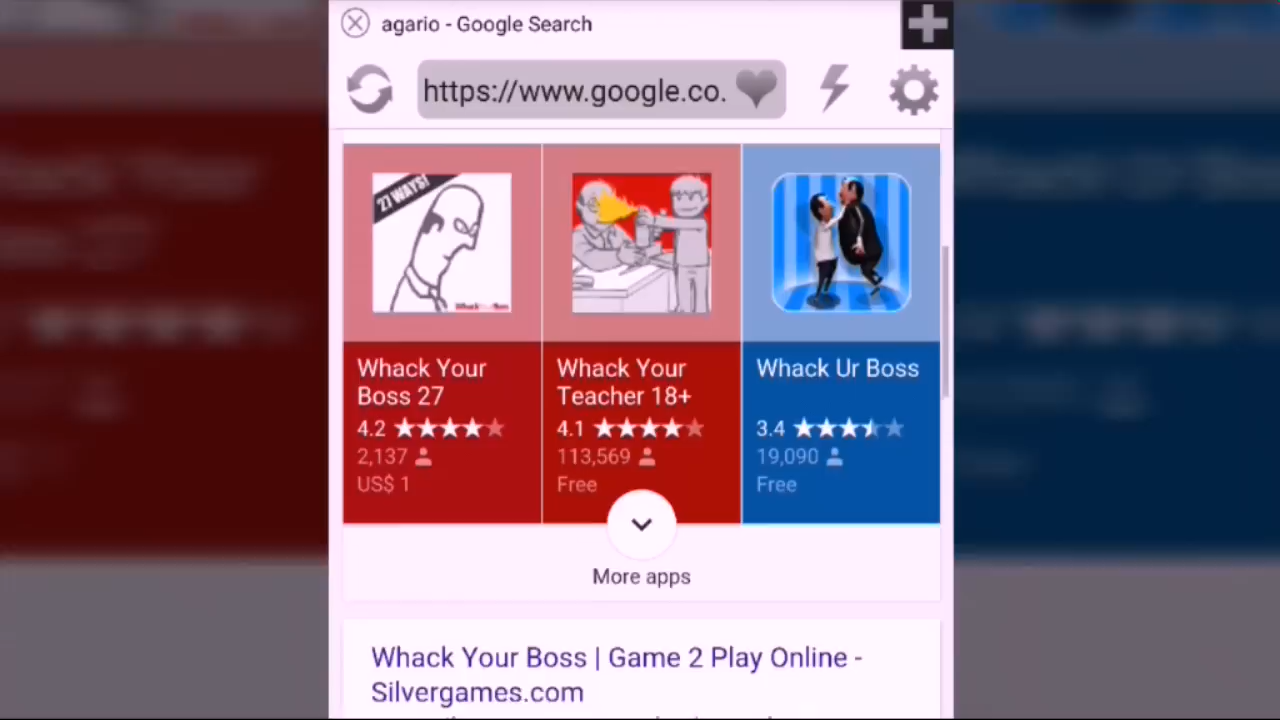 agario - Google Search
https://www.google.co.
27 WAYS!
Whack Your
Boss 27
4.2
2,137
US$ 1
Whack Your
Teacher 18+
4.1
113,569
Free
Whack Ur Boss
3.4
19,090
Free
More apps
Whack Your Boss | Game 2 Play Online -
Silvergames.com